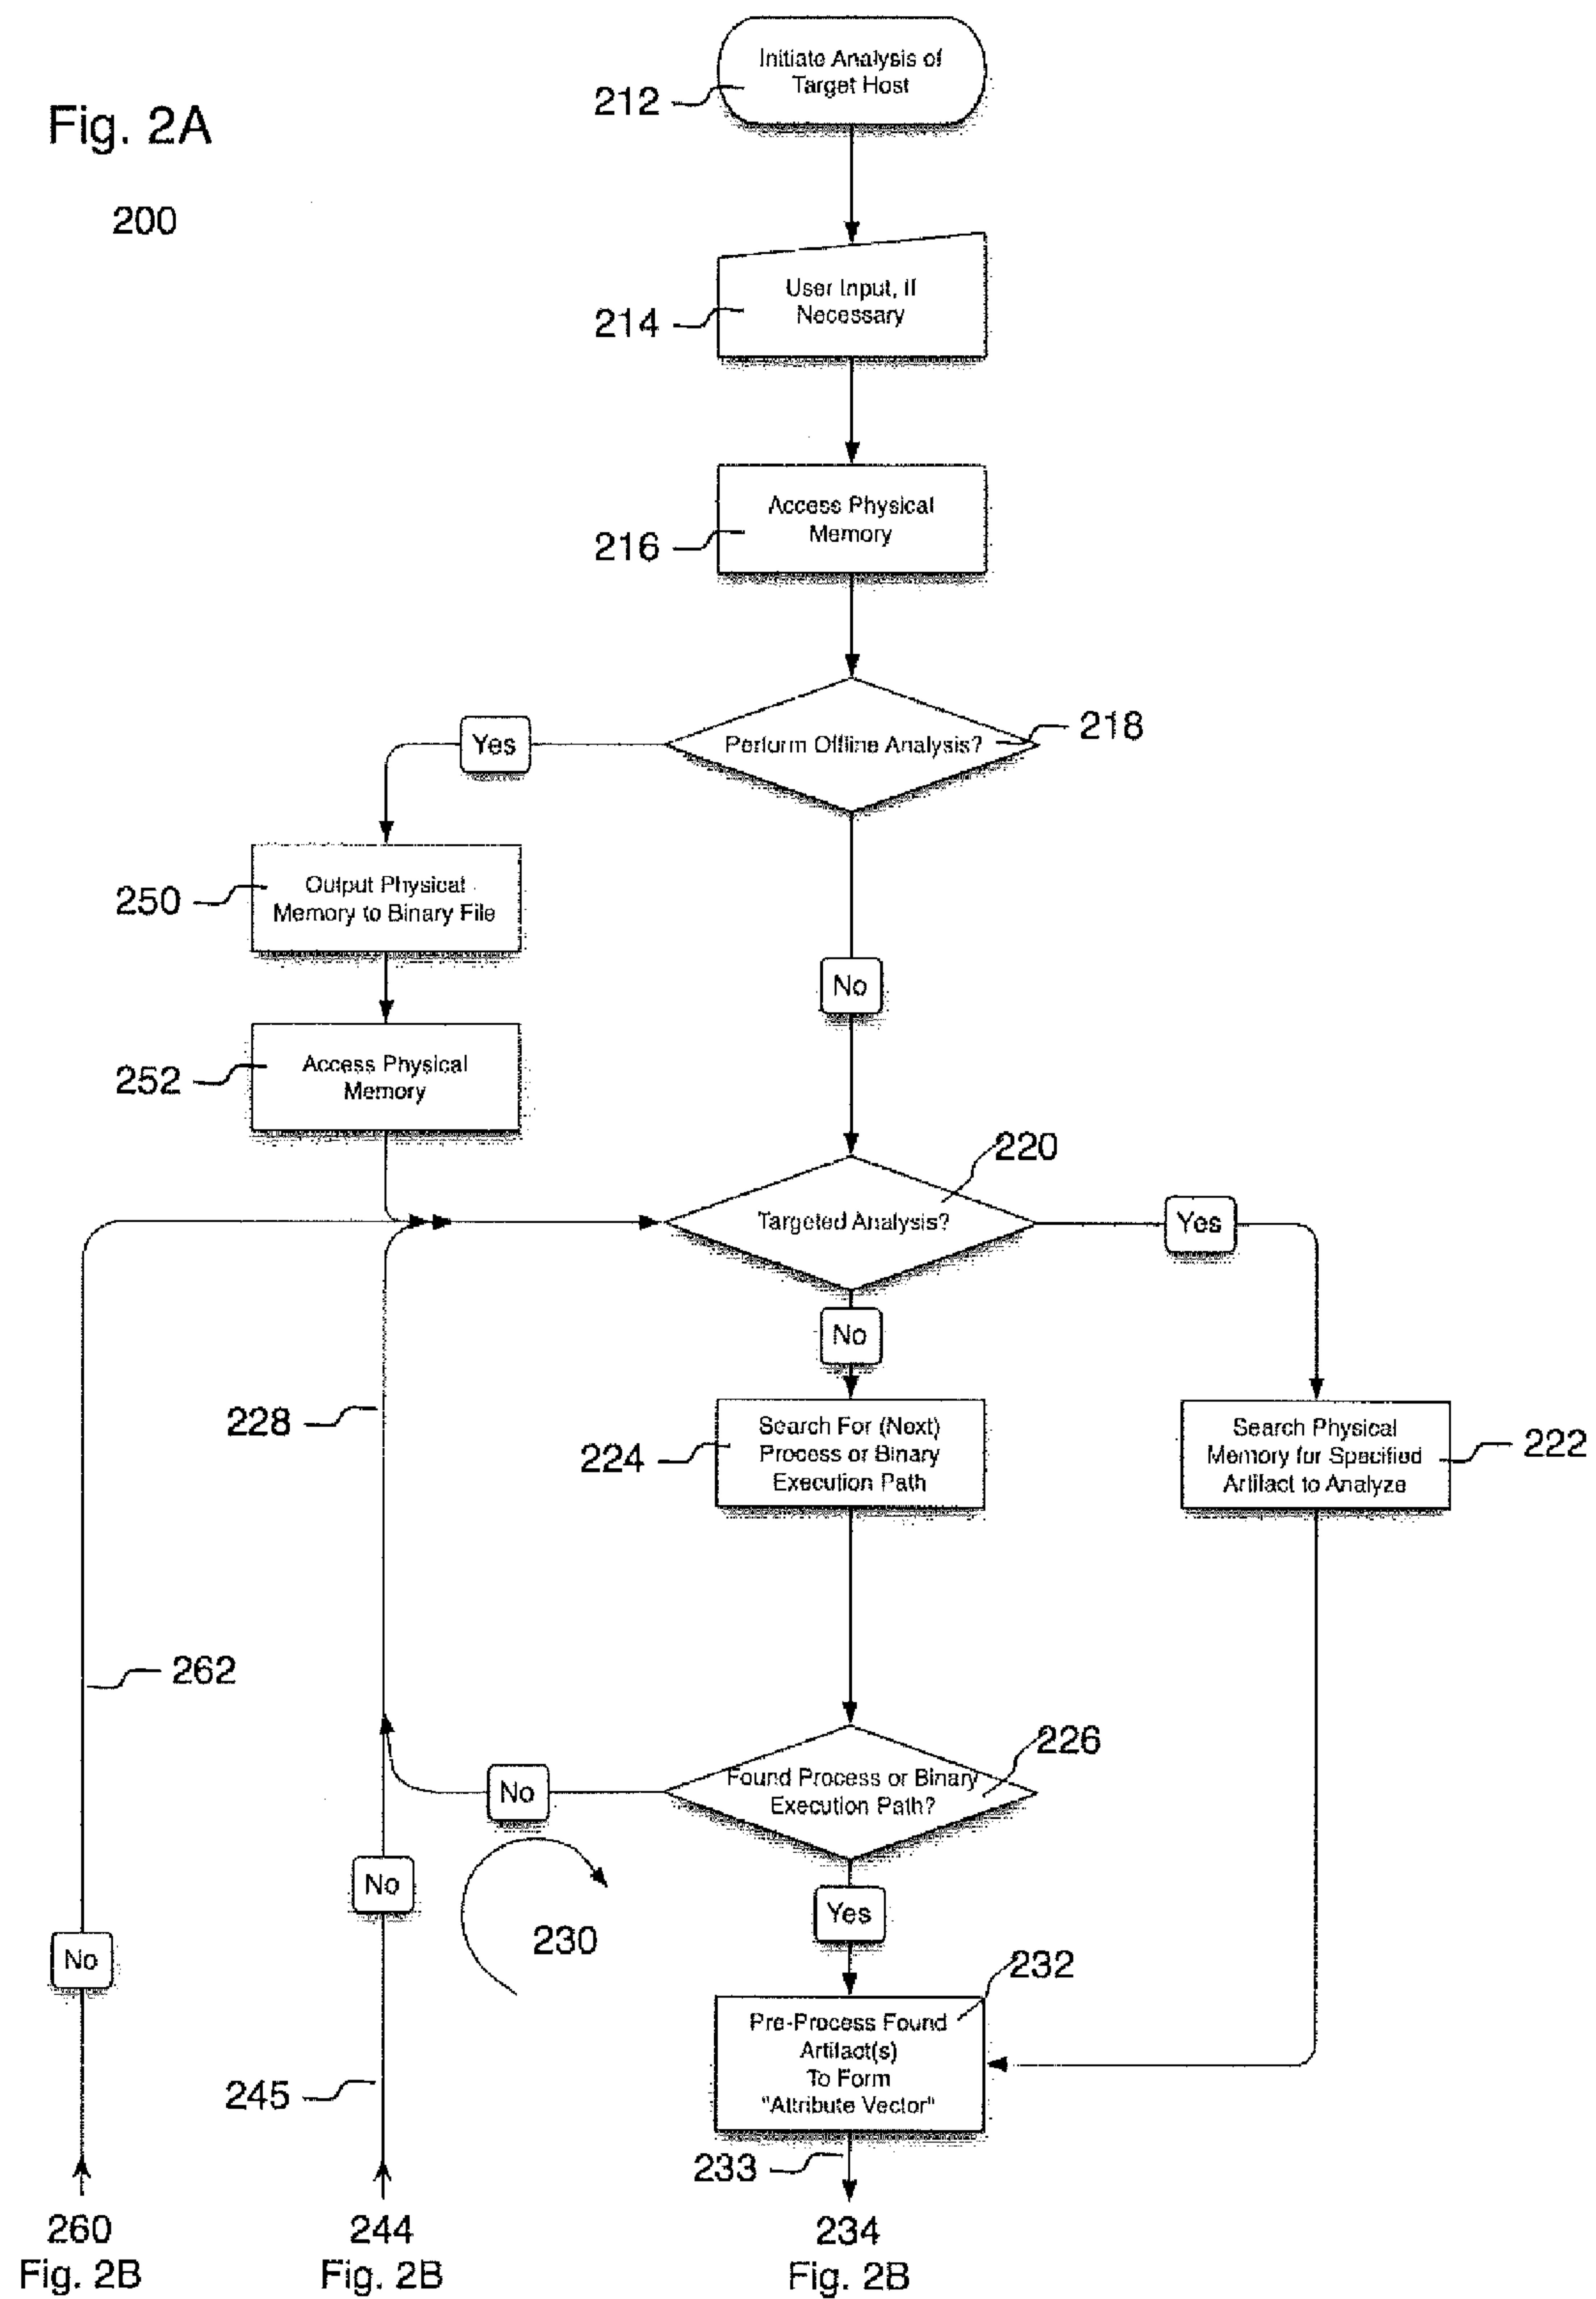 Initiate Analysis of
Target Host
212
Fig. 2A
200
User Input, If
Necessary
214
Access Physical
Memory
216
Perform Offline Analysis?
218
Yes
Output Physical
Memory to Binary File
250
No
Access Physical
Memory
252
220
Targeted Analysis?
Yes
No
228
Search For (Next)
Process or Binary
Execution Path
224
Search Physical
Memory for Specified
Artifact to Analyze
222
262
226
Found Process or Binary
Execution Path?
No
No
Yes
230
No
232
Pre-Process Found
Artifact(s)
To Form
"Attribute Vector"
245
233
260
Fig. 2B
244
Fig. 2B
234
Fig. 2B